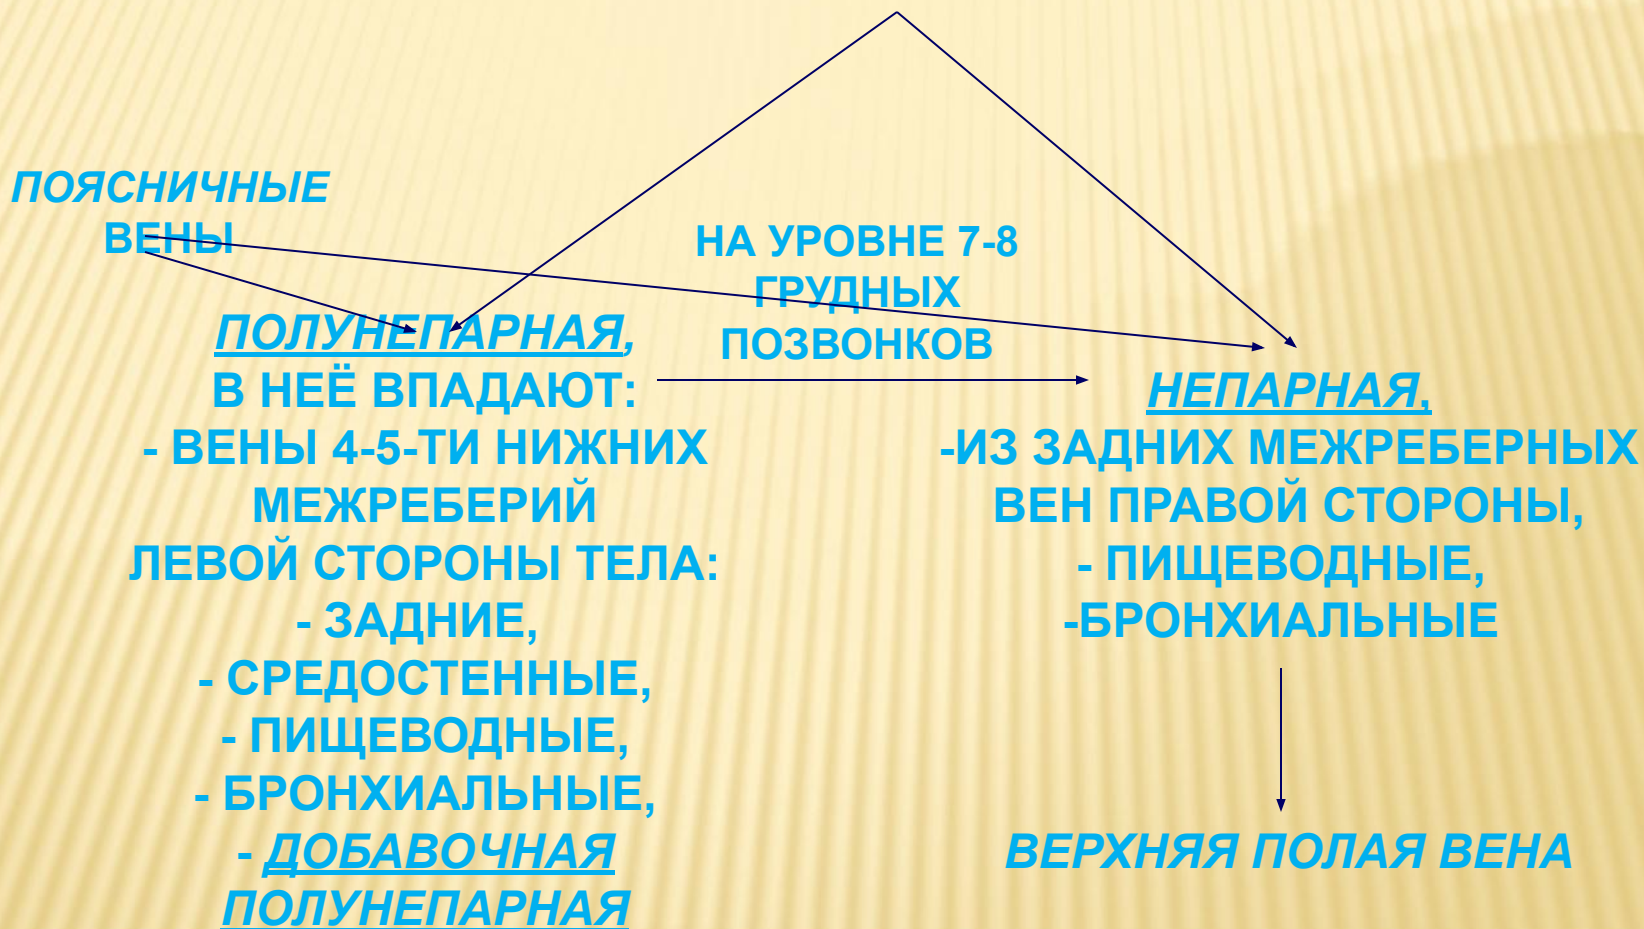 ПОЯСНИЧНЫЕ
ВЕНЫ
НА УРОВНЕ 7-8
ГРУДНЫХ
ПОЗВОНКОВ
ПОЛУНЕПАРНАЯ,
В НЕЁ ВПАДАЮТ:
- ВЕНЫ 4-5-ТИ НИЖНИХ
МЕЖРЕБЕРИЙ
ЛЕВОЙ СТОРОНЫ ТЕЛА:
- ЗАДНИЕ,
- СРЕДОСТЕННЫЕ,
- ПИЩЕВОДНЫЕ,
- БРОНХИАЛЬНЫЕ,
- ДОБАВОЧНАЯ
ПОЛУНЕПАРНАЯ
НЕПАРНАЯ,
-ИЗ ЗАДНИХ МЕЖРЕБЕРНЫХ
ВЕН ПРАВОЙ СТОРОНЫ,
- ПИЩЕВОДНЫЕ,
-БРОНХИАЛЬНЫЕ
ВЕРХНЯЯ ПОЛАЯ ВЕНА